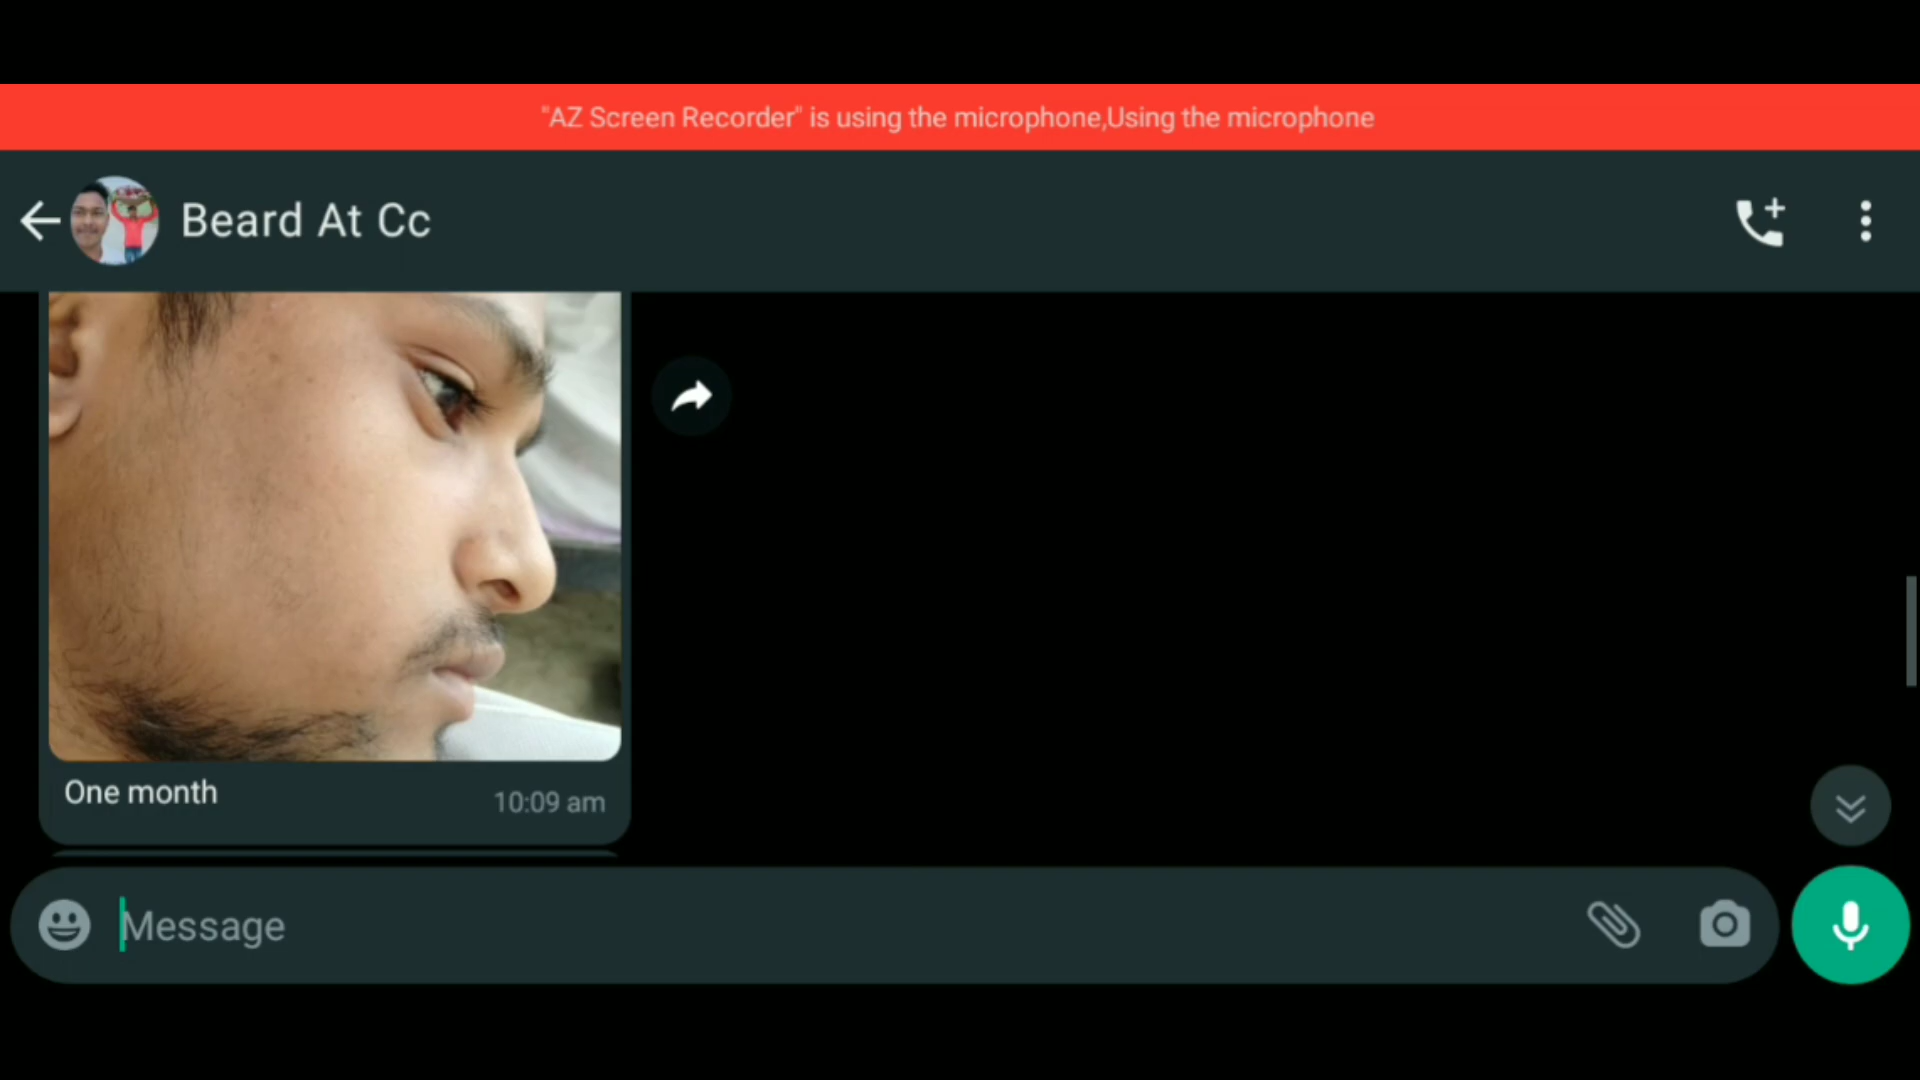 "AZ Screen Recorder" is using the microphone,Using the microphone
Beard At Cc
One month
10:09 am
Message